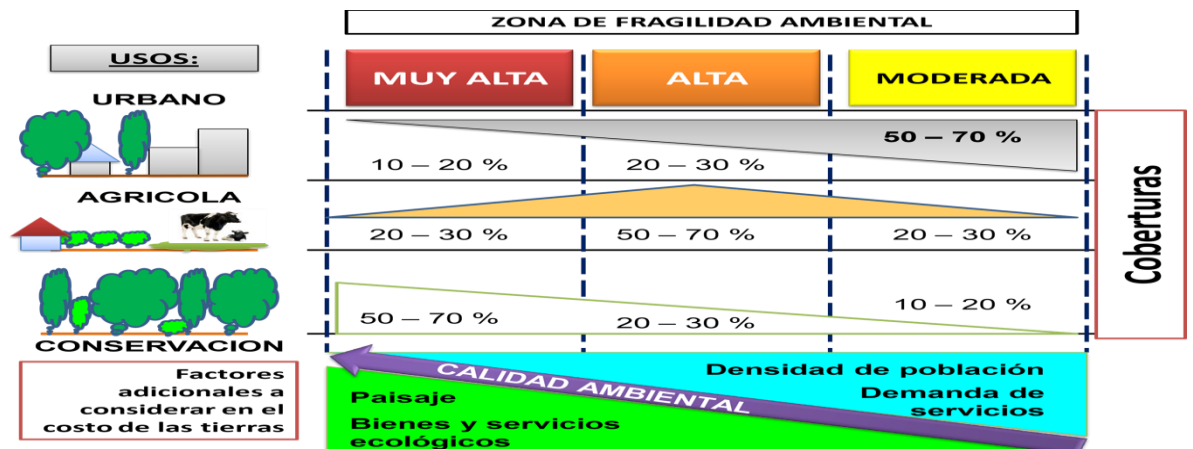 ZONA DE FRAGILIDAD AMBIENTAL
USOS:
MUY ALTA
ALTA
MODERADA
URBANO
10 – 20 %
20 – 30 %
50 – 70 %
AGRICOLA
20 – 30 %
50 – 70 %
20 – 30 %
CONSERVACION
50 – 70 %
20 – 30 %
10 – 20 %
Coberturas
Factores
adicionales a
considerar en el
costo de las tierras
CALIDAD AMBIENTAL
Paisaje
Bienes y servicios
ecológicos
Densidad de población
Demanda de
servicios